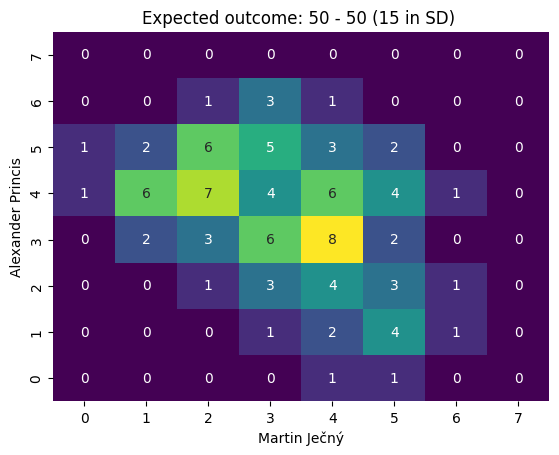 Expected outcome: 50 - 50 (15 in SD)
7 0 0 0 0 0 0 0 0
6 0 0 1 3 1 0 0 0
5 1 2 6 5 3 2 0 0
4 1 6 7 4 6 4 1 0
3 0 2 3 6 8 2 0 0
2 0 0 1 3 4 3 1 0
1 0 0 0 1 2 4 1 0
0 0 0 0 0 1 1 0 0
0 1 2 3 4 5 6 7
Alexander Princis
Martin Ječný